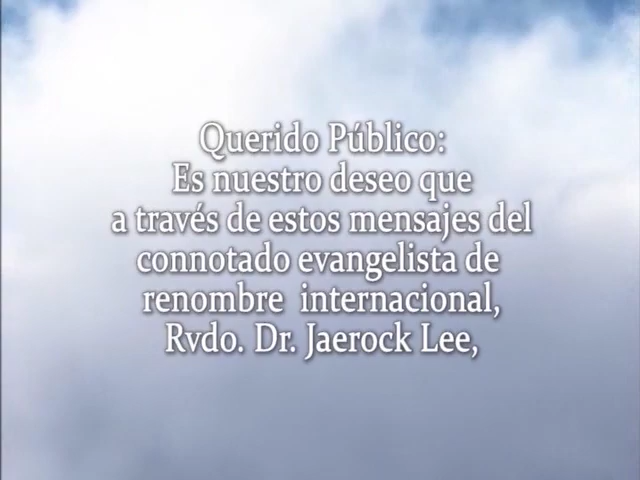 Querido Público:
Es nuestro deseo que
a través de estos mensajes del
connotado evangelista de
renombre internacional,
Rvdo. Dr. Jaerock Lee,